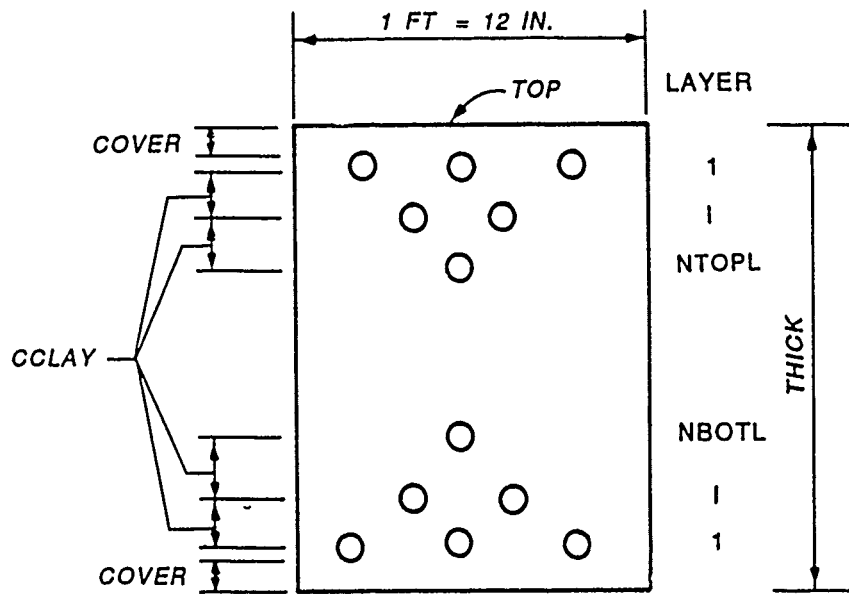 1 FT = 12 IN.
TOP
LAYER
COVER
1
I
NTOPL
CCLAY
THICK
NBOTL
I
1
COVER